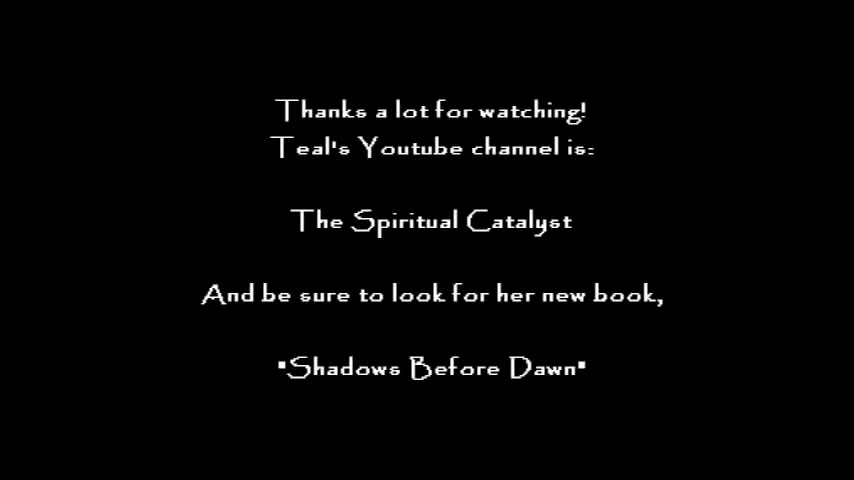 Thanks a lot for watching!
Teal's Youtube channel is:
The Spiritual Catalyst
And be sure to look for her new book,
"Shadows Before Dawn"